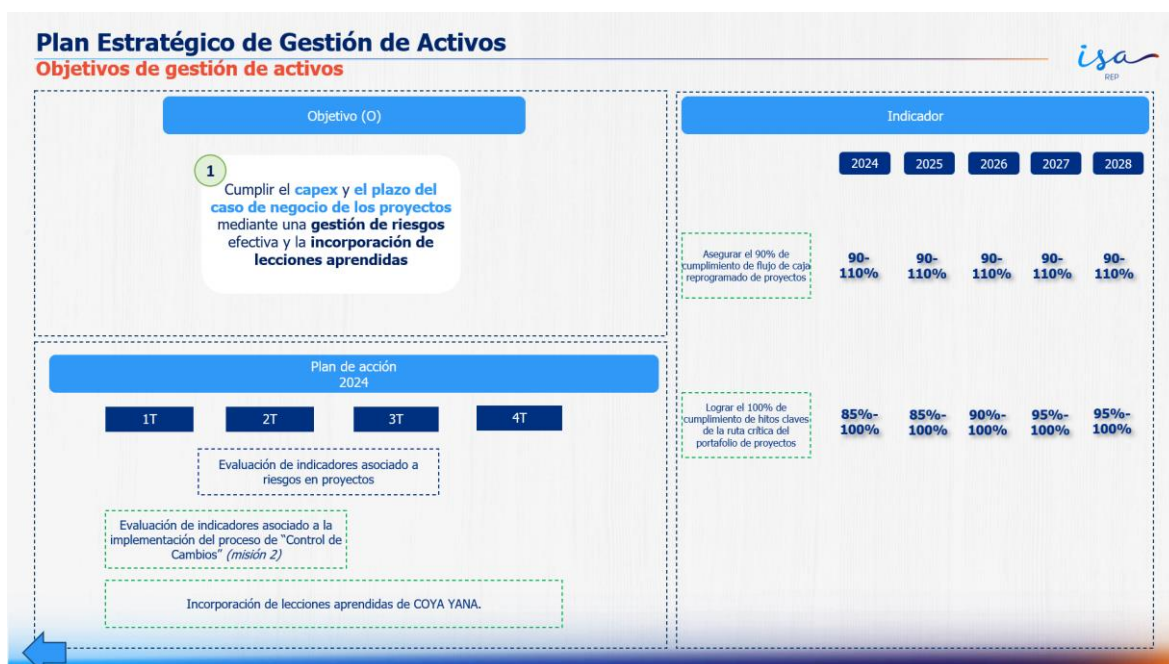 Plan Estratégico de Gestión de Activos
Objetivos de gestión de activos
isa
REP
Objetivo (O)
1
Cumplir el capex y el plazo del
caso de negocio de los proyectos
mediante una gestión de riesgos
efectiva y la incorporación de
lecciones aprendidas
Plan de acción
2024
1T 2T 3T 4T
Evaluación de indicadores asociado a
riesgos en proyectos
Evaluación de indicadores asociado a la
implementación del proceso de “Control de
Cambios” (misión 2)
Incorporación de lecciones aprendidas de COYA YANA.
Indicador
2024 2025 2026 2027 2028
Asegurar el 90% de
cumplimiento de flujo de caja
reprogramado de proyectos
90- 90- 90- 90- 90-
110% 110% 110% 110% 110%
Lograr el 100% de
cumplimiento de hitos claves
de la ruta crítica del
portafolio de proyectos
85%- 85%- 90%- 95%- 95%-
100% 100% 100% 100% 100%